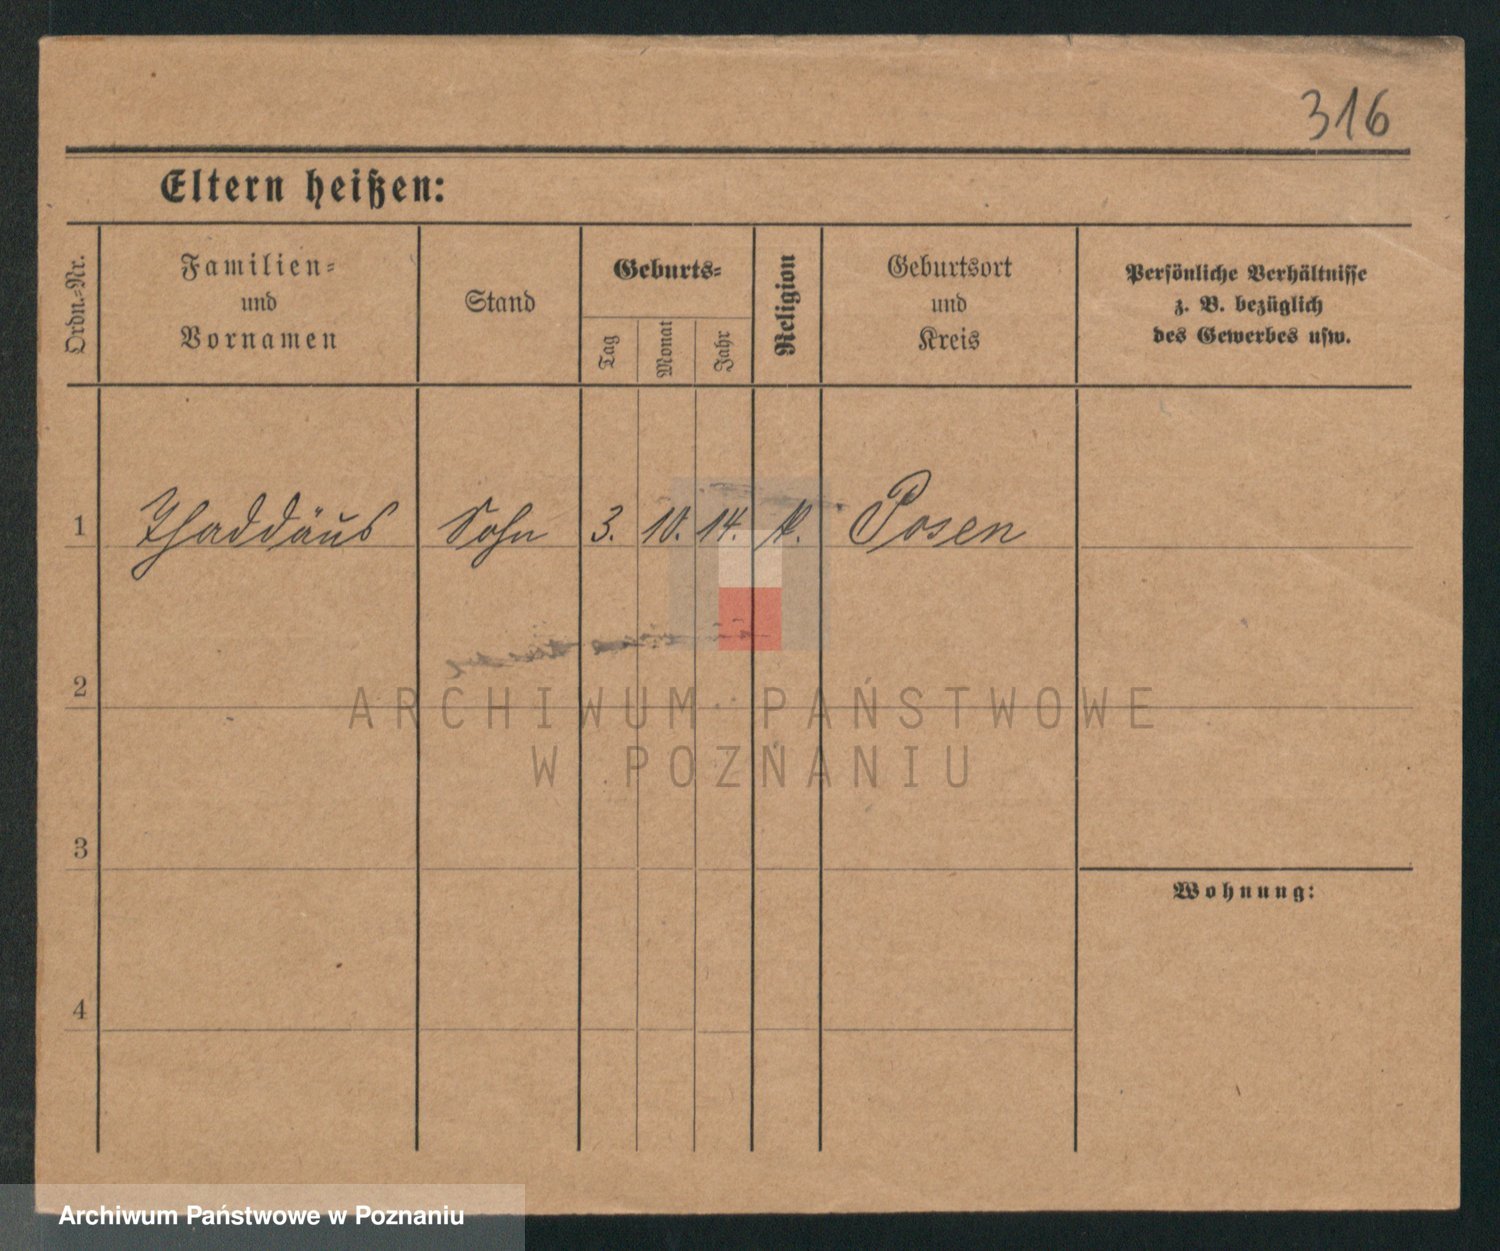 316
Eltern heißen:
Ordn.-Nr.
Familien-
und
Vornamen
Stand
Geburts-
Tag
Monat
Jahr
Religion
Geburtsort
und
Kreis
Persönliche Verhältnisse
z. B. bezüglich
des Gewerbes usw.
1 Thaddäus Sohn 3. 10. 14. k. Posen
2
ARCHIWUM PAŃSTWOWE
W POZNANIU
3
Wohnung:
4
Archiwum Państwowe w Poznaniu